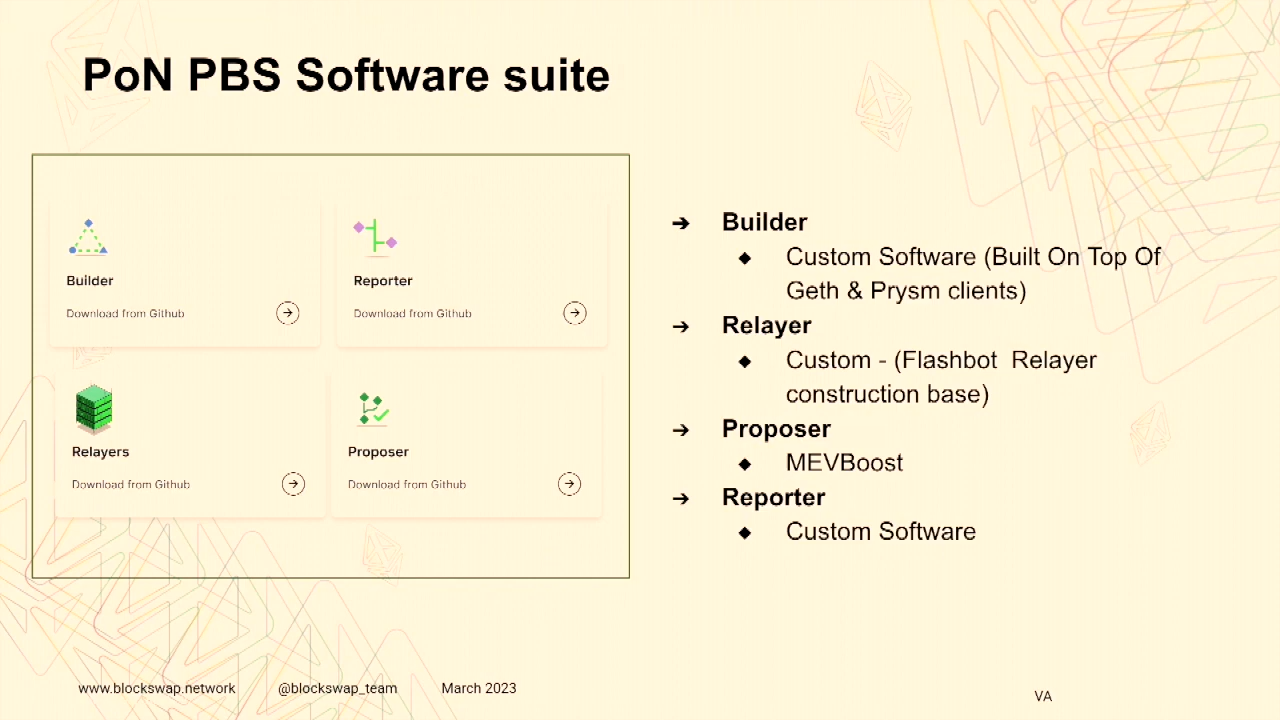 PoN PBS Software suite
Builder
Download from Github
Reporter
Download from Github
Relayers
Download from Github
Proposer
Download from Github
➔ Builder
◆ Custom Software (Built On Top Of
Geth & Prysm clients)
➔ Relayer
◆ Custom - (Flashbot Relayer
construction base)
➔ Proposer
◆ MEVBoost
➔ Reporter
◆ Custom Software
www.blockswap.network @blockswap_team March 2023
VA